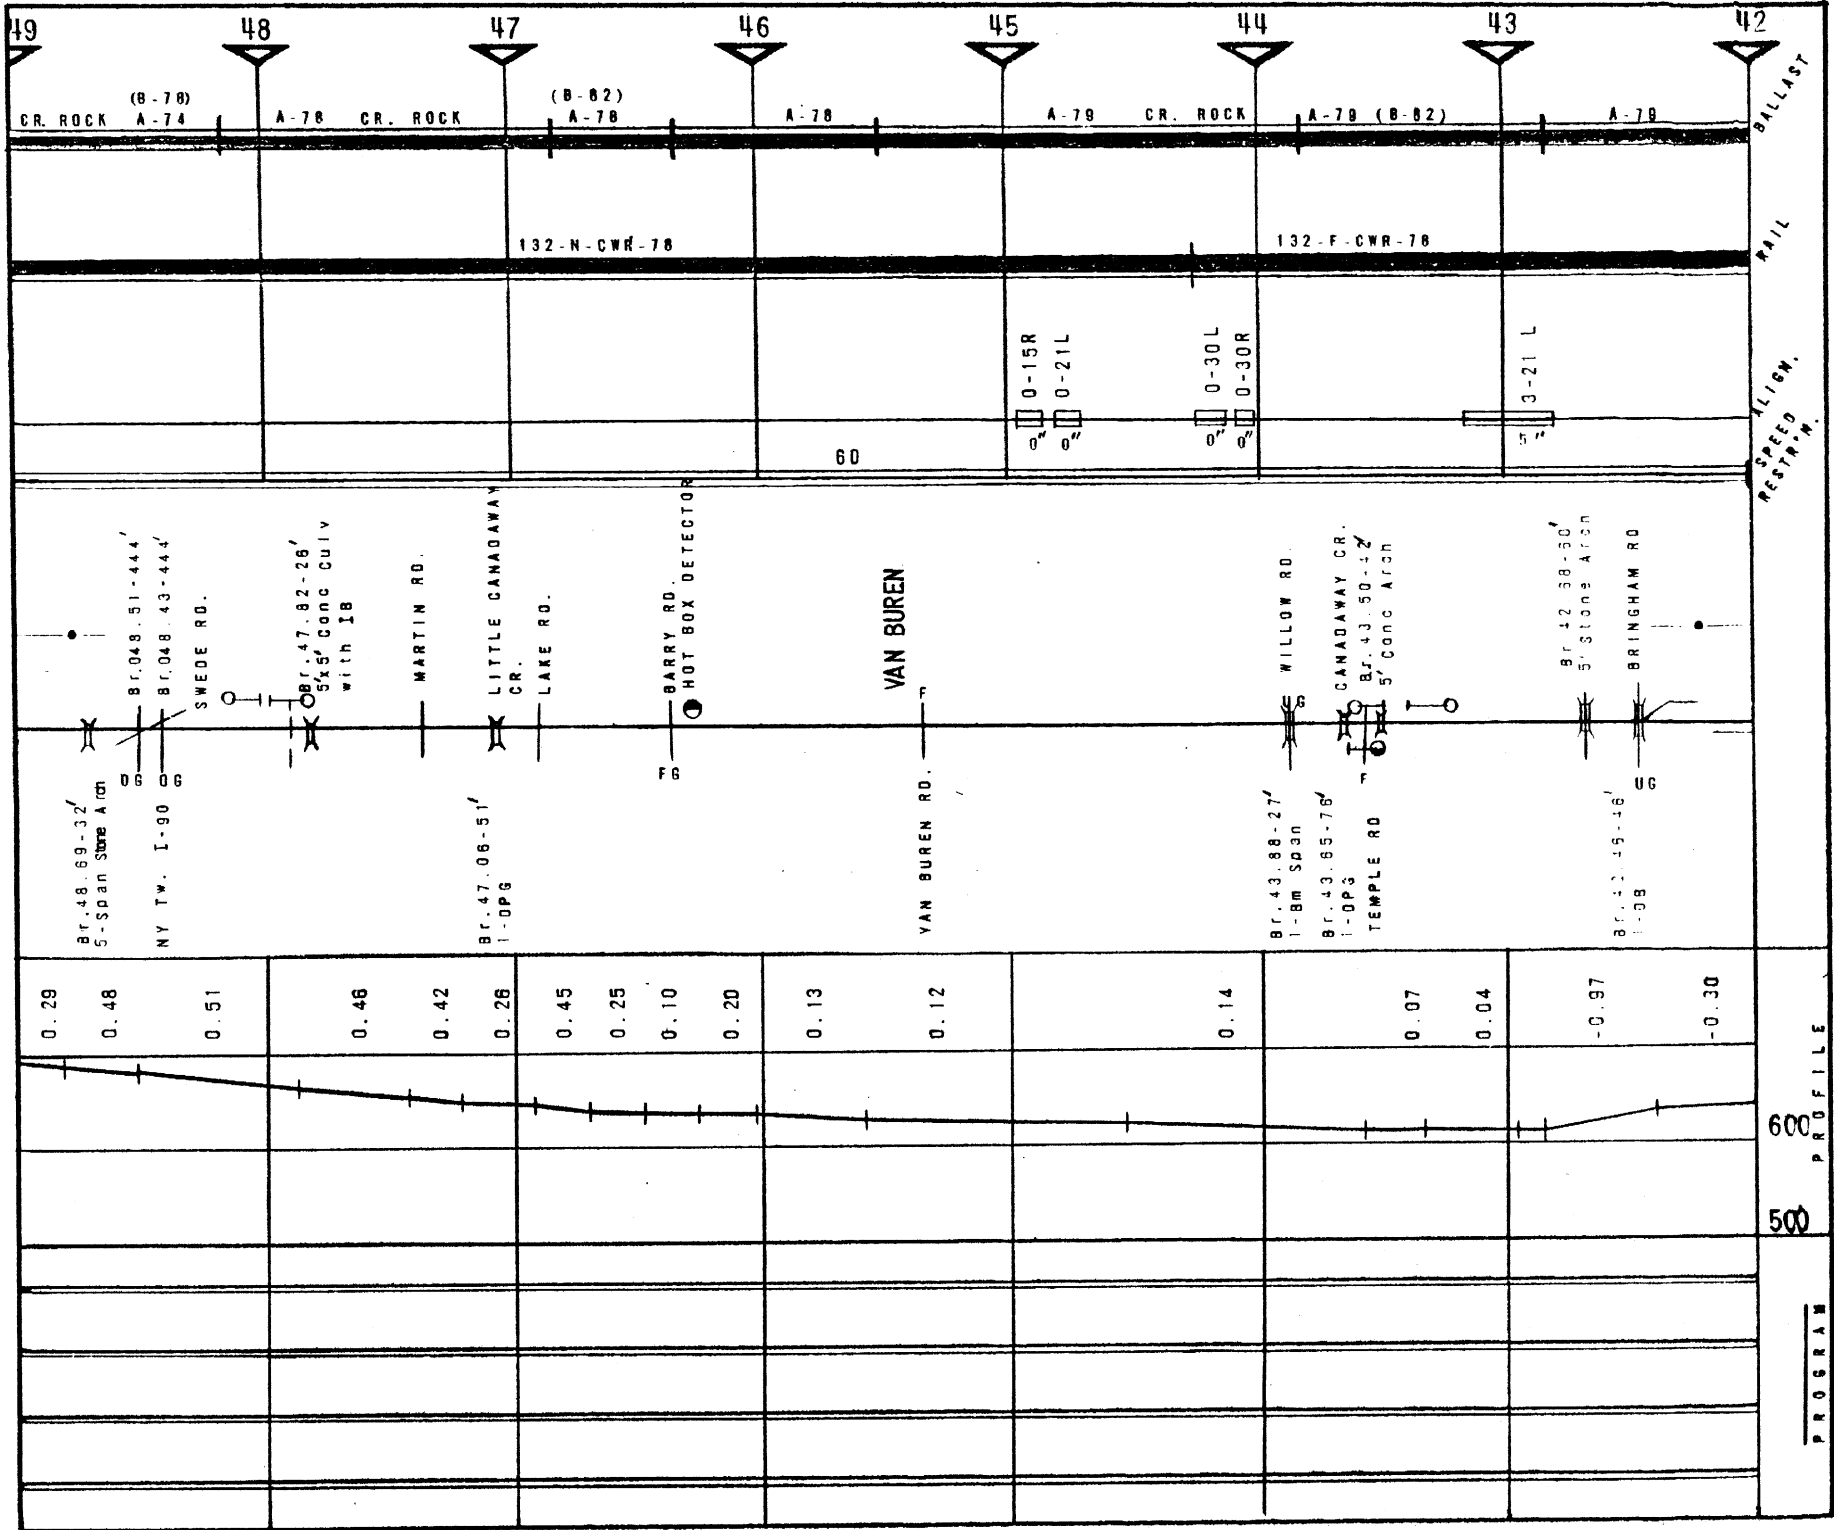 49 48 47 46 45 44 43 42
(B-78) (B-82)
CR. ROCK A-74 A-78 CR. ROCK A-78 A-78 A-79 CR. ROCK A-79 (B-82) A-79
BALLAST
132-N-CWR-78 132-F-CWR-78
RAIL
0-15R
0-21L
0-30L
0-30R
3-21 L
0" 0" 0" 0" 5"
ALIGN.
60
SPEED
RESTR'N.
Br.048.51-444'
Br.048.43-444'
SWEDE RD.
Br.47.82-26'
5'x5' Conc Culv
with IB
MARTIN RD.
LITTLE CANADAWAY
CR.
LAKE RD.
BARRY RD.
HOT BOX DETECTOR
VAN BUREN
F
WILLOW RD.
UG
CANADAWAY CR.
Br.43.50-42'
5' Conc Arch
5' Stone Arch
BRINGHAM RD
OG OG
FG
F
UG
Br.48.69-32'
5-Span Stone Arch
NY TW. I-90
Br.47.06-51'
1-DPG
VAN BUREN RD.
Br.43.88-27'
1-Bm Span
Br.43.65-76'
1-DPG
TEMPLE RD
0.29 0.48 0.51 0.46 0.42 0.26 0.45 0.25 0.10 0.20 0.13 0.12 0.14 0.07 0.04 -0.97 -0.30
PROFILE
600
500
PROGRAM